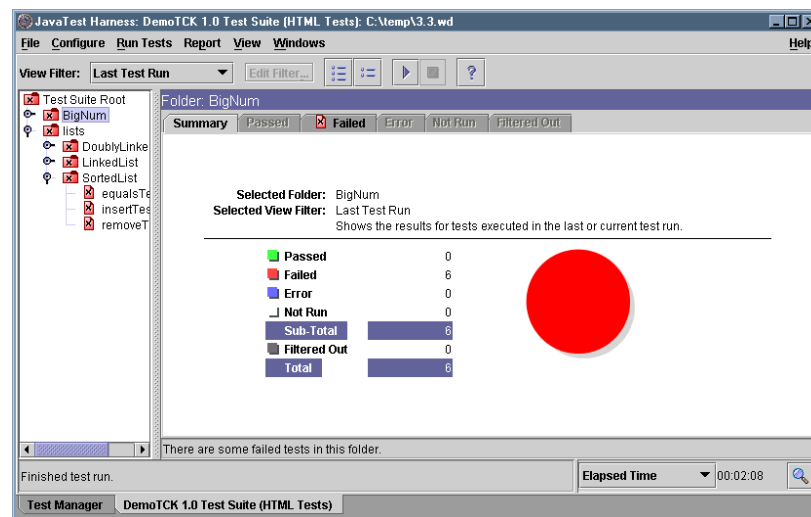 JavaTest Harness: DemoTCK 1.0 Test Suite (HTML Tests): C:\temp\3.3.wd
File Configure Run Tests Report View Windows Help
View Filter: Last Test Run Edit Filter... ?
Test Suite Root
BigNum
lists
DoublyLinke
LinkedList
SortedList
equalsTe
insertTes
removeT
Folder: BigNum
Summary Passed Failed Error Not Run Filtered Out
Selected Folder: BigNum
Selected View Filter: Last Test Run
Shows the results for tests executed in the last or current test run.
Passed 0
Failed 6
Error 0
Not Run 0
Sub-Total 6
Filtered Out 0
Total 6
There are some failed tests in this folder.
Finished test run. Elapsed Time 00:02:08
Test Manager DemoTCK 1.0 Test Suite (HTML Tests)